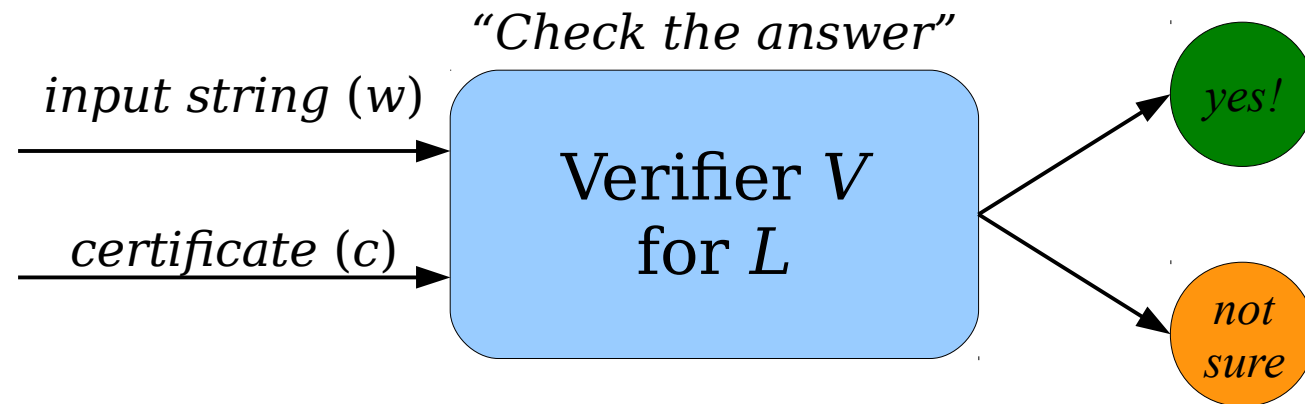 “Check the answer”
input string (w)
certificate (c)
Verifier V
for L
yes!
not
sure